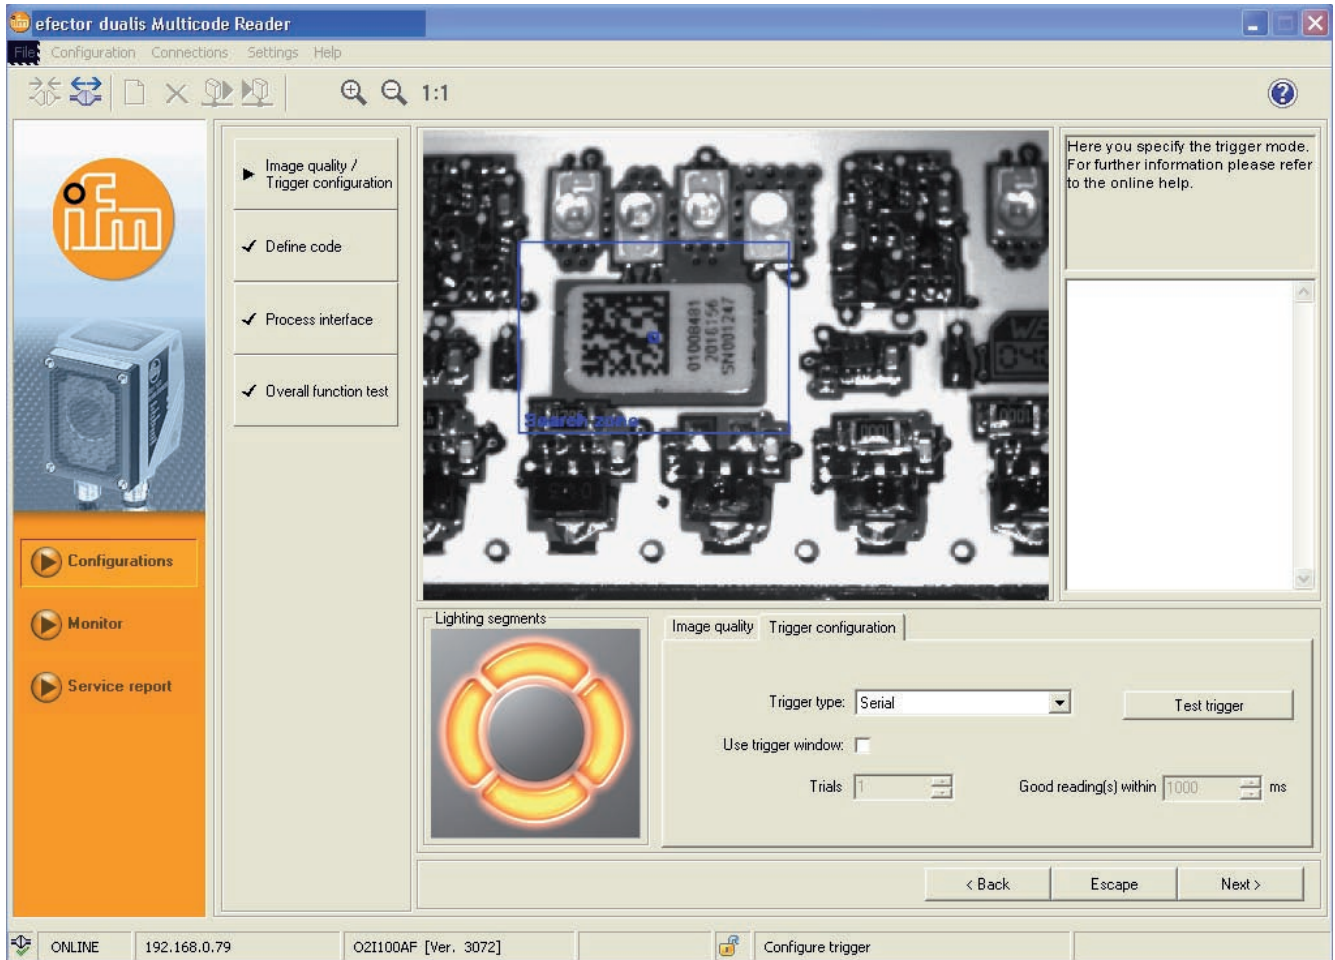 efector dualis Multicode Reader
File Configuration Connections Settings Help
1:1
ifm
Image quality /
Trigger configuration
Define code
Process interface
Overall function test
01008481
2016156
SN001247
Search zone
Here you specify the trigger mode.
For further information please refer
to the online help.
Configurations
Monitor
Service report
Lighting segments
Image quality Trigger configuration
Trigger type: Serial Test trigger
Use trigger window:
Trials 1 Good reading(s) within 1000 ms
< Back Escape Next >
ONLINE 192.168.0.79 O2I100AF [Ver. 3072] Configure trigger